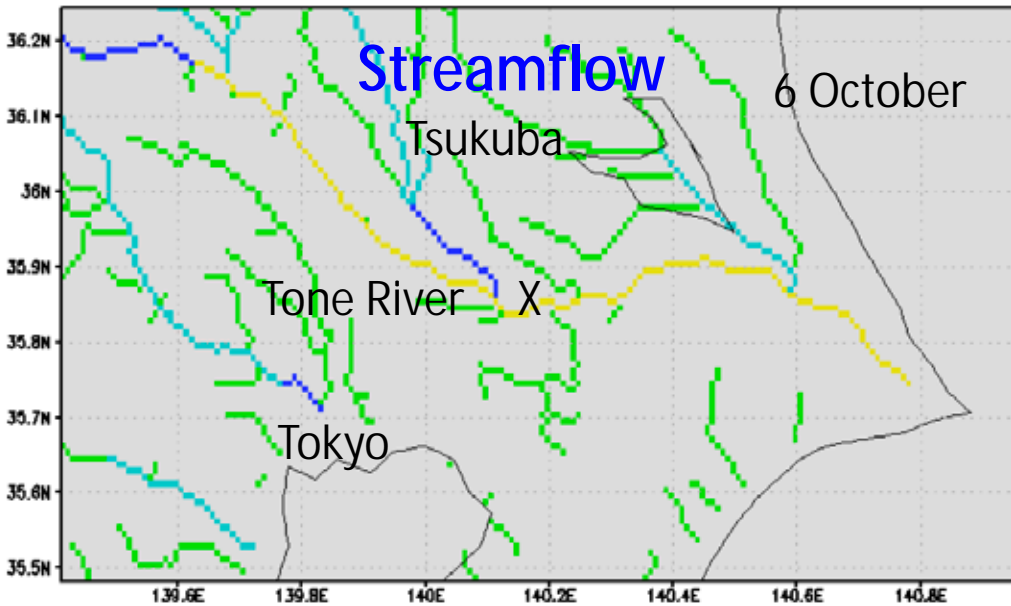 Streamflow
6 October
Tsukuba
Tone River X
Tokyo
36.2N
36.1N
36N
35.9N
35.8N
35.7N
35.6N
35.5N
139.6E 139.8E 140E 140.2E 140.4E 140.6E 140.8E